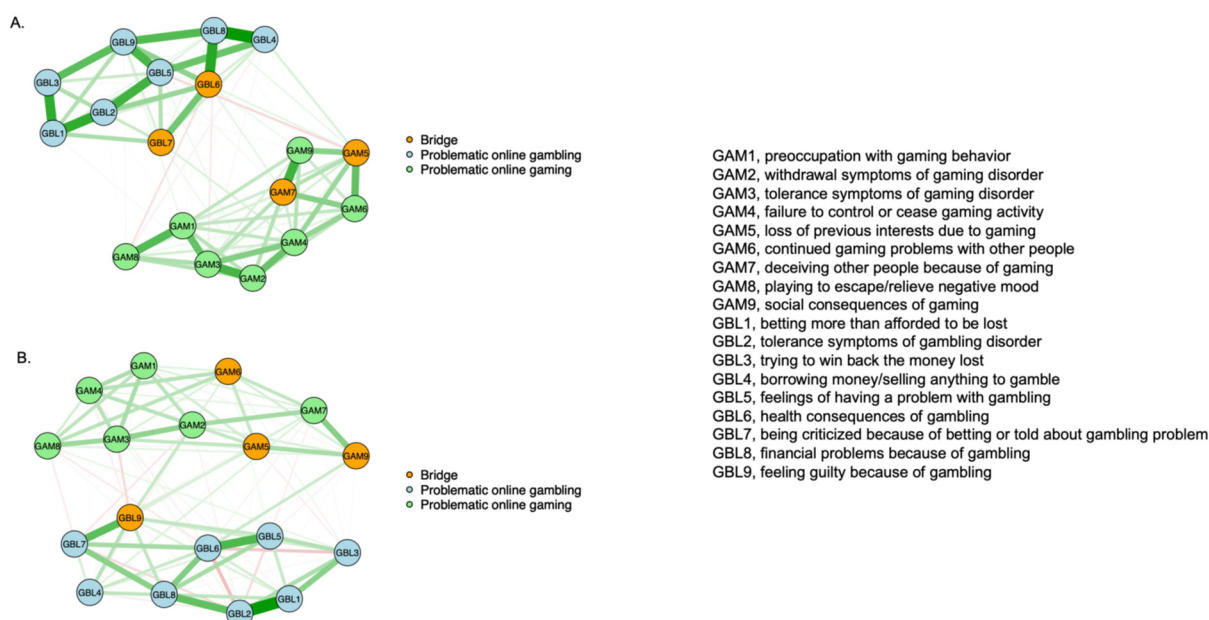 A.
GBL8
GBL9
GBL4
GBL5
GBL3
GBL6
GBL2
GBL1
GBL7
GAM9
GAM5
GAM7
GAM6
GAM1
GAM4
GAM8
GAM3
GAM2
Bridge
Problematic online gambling
Problematic online gaming
B.
GAM1
GAM6
GAM4
GAM7
GAM2
GAM3
GAM8
GAM5
GAM9
GBL9
GBL5
GBL7
GBL6
GBL3
GBL4
GBL8
GBL1
GBL2
Bridge
Problematic online gambling
Problematic online gaming
GAM1, preoccupation with gaming behavior
GAM2, withdrawal symptoms of gaming disorder
GAM3, tolerance symptoms of gaming disorder
GAM4, failure to control or cease gaming activity
GAM5, loss of previous interests due to gaming
GAM6, continued gaming problems with other people
GAM7, deceiving other people because of gaming
GAM8, playing to escape/relieve negative mood
GAM9, social consequences of gaming
GBL1, betting more than afforded to be lost
GBL2, tolerance symptoms of gambling disorder
GBL3, trying to win back the money lost
GBL4, borrowing money/selling anything to gamble
GBL5, feelings of having a problem with gambling
GBL6, health consequences of gambling
GBL7, being criticized because of betting or told about gambling problem
GBL8, financial problems because of gambling
GBL9, feeling guilty because of gambling